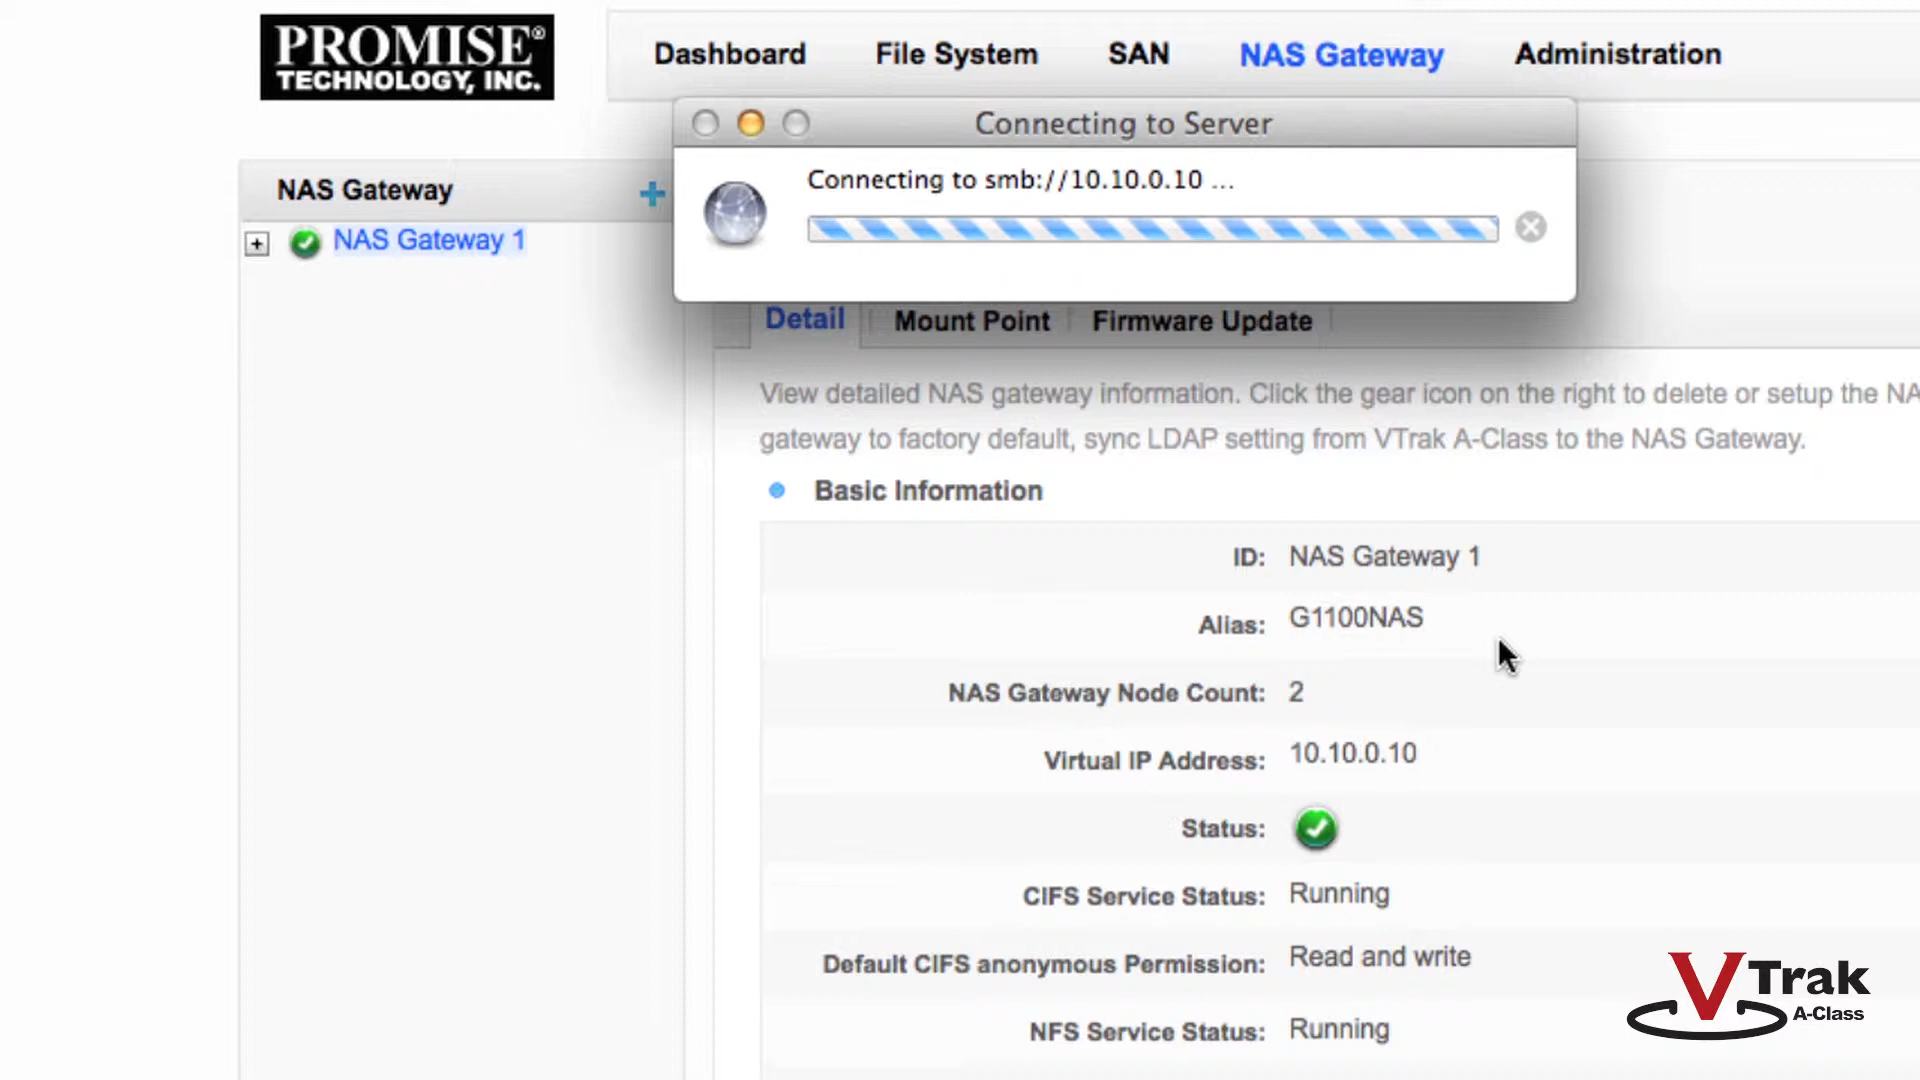 PROMISE®
TECHNOLOGY, INC.
Dashboard File System SAN NAS Gateway Administration
Connecting to Server
Connecting to smb://10.10.0.10 ...
NAS Gateway
NAS Gateway 1
Detail Mount Point Firmware Update
View detailed NAS gateway information. Click the gear icon on the right to delete or setup the NA
gateway to factory default, sync LDAP setting from VTrak A-Class to the NAS Gateway.
Basic Information
ID: NAS Gateway 1
Alias: G1100NAS
NAS Gateway Node Count: 2
Virtual IP Address: 10.10.0.10
Status:
CIFS Service Status: Running
Default CIFS anonymous Permission: Read and write
NFS Service Status: Running
VTrak
A-Class